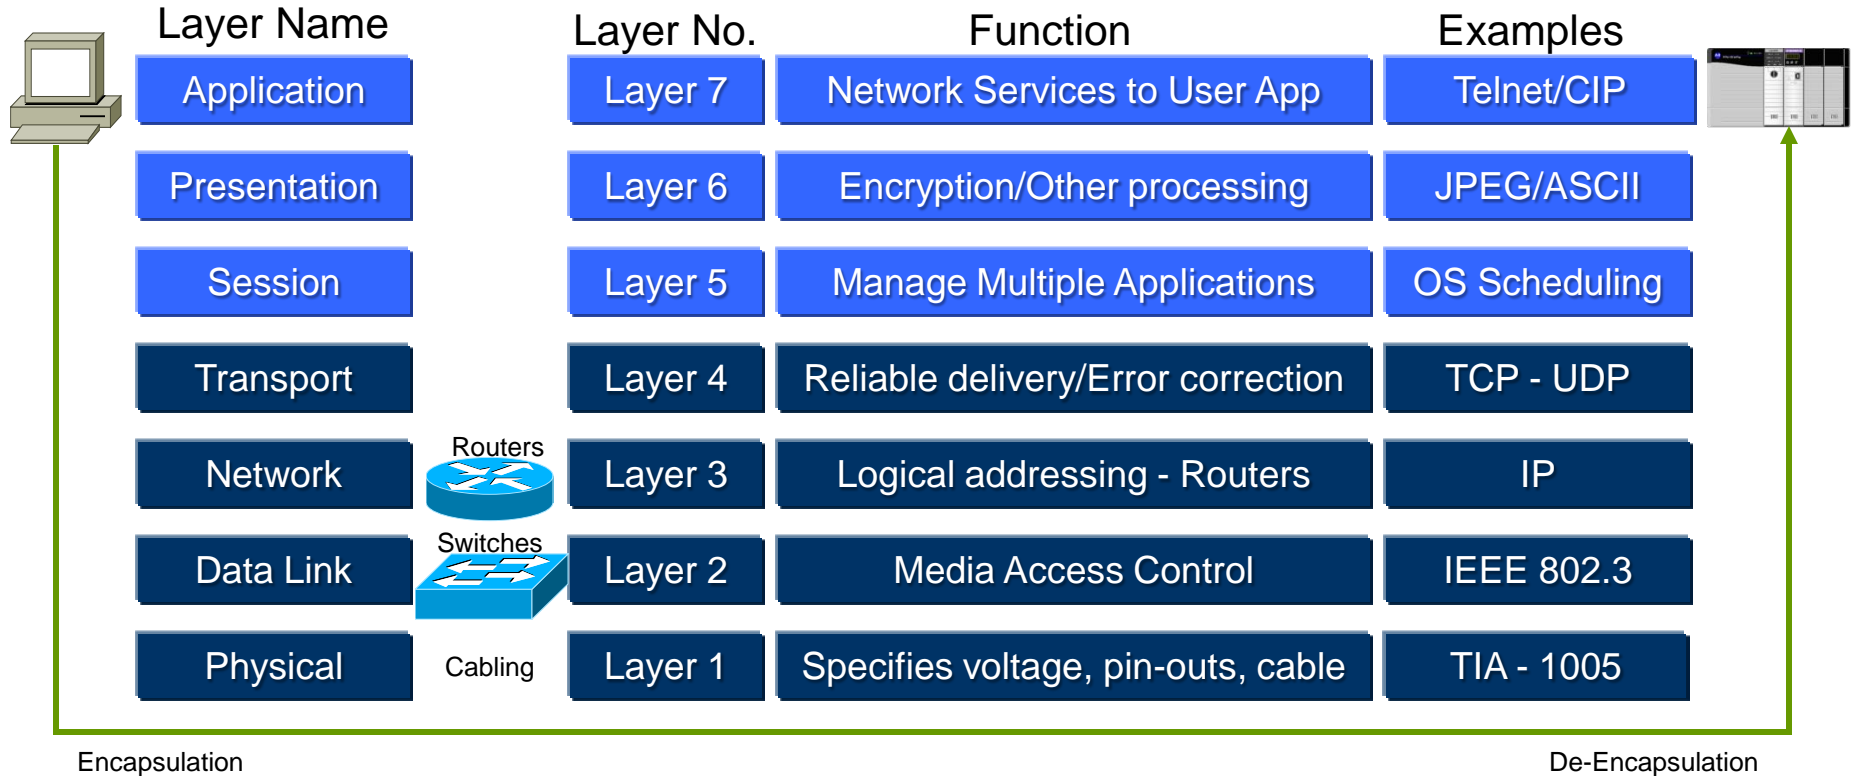 Layer Name Layer No. Function Examples
Application Layer 7 Network Services to User App Telnet/CIP
Presentation Layer 6 Encryption/Other processing JPEG/ASCII
Session Layer 5 Manage Multiple Applications OS Scheduling
Transport Layer 4 Reliable delivery/Error correction TCP - UDP
Routers
Network Layer 3 Logical addressing - Routers IP
Switches
Data Link Layer 2 Media Access Control IEEE 802.3
Physical Cabling Layer 1 Specifies voltage, pin-outs, cable TIA - 1005
Encapsulation De-Encapsulation